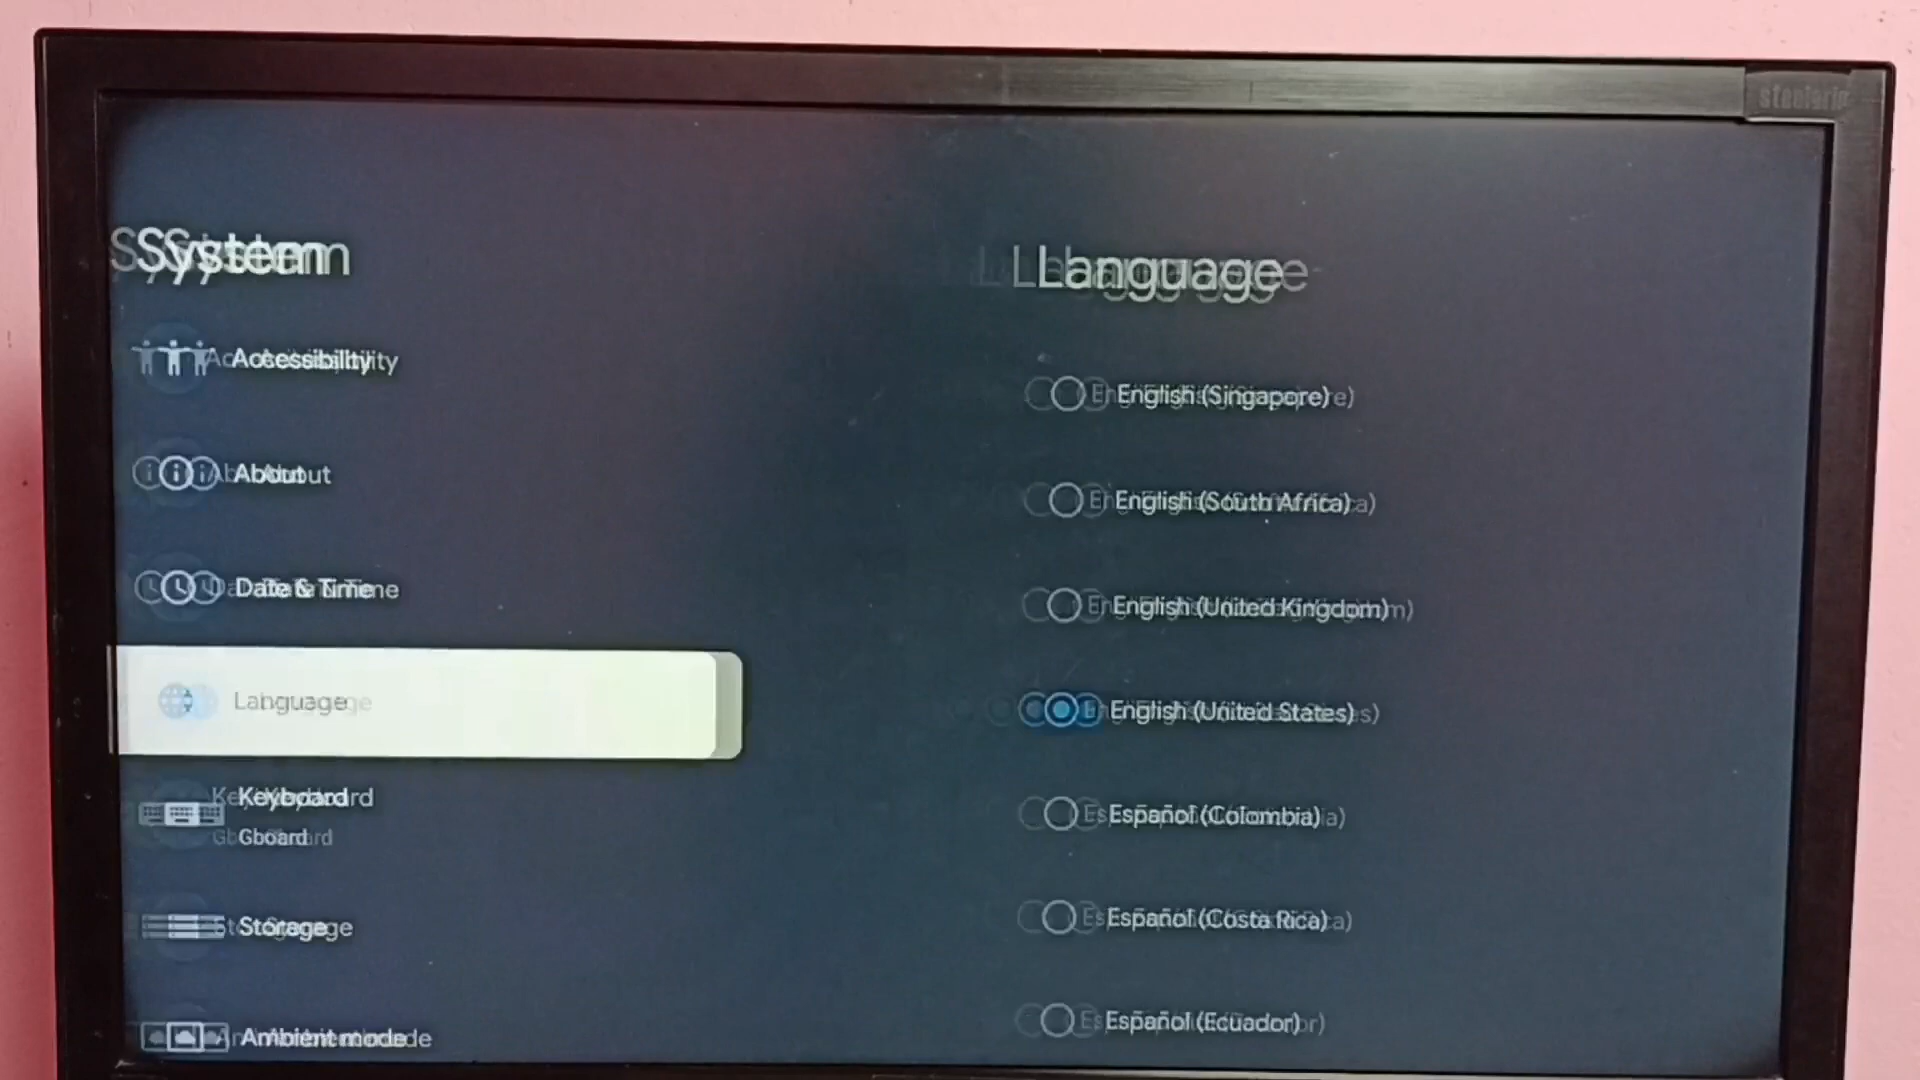 System
Accessibility
About
Date & Time
Language
Keyboard
Gboard
Storage
Ambient mode
Language
English (Singapore)
English (South Africa)
English (United Kingdom)
English (United States)
Español (Colombia)
Español (Costa Rica)
Español (Ecuador)